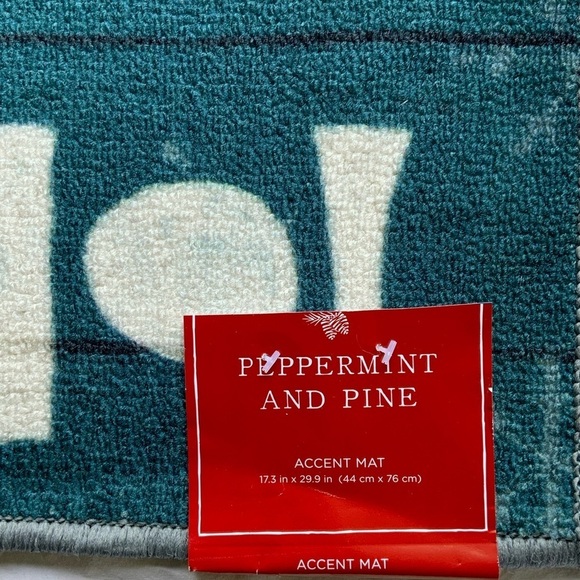 PEPPERMINT
AND PINE
ACCENT MAT
17.3 in x 29.9 in (44 cm x 76 cm)
ACCENT MAT